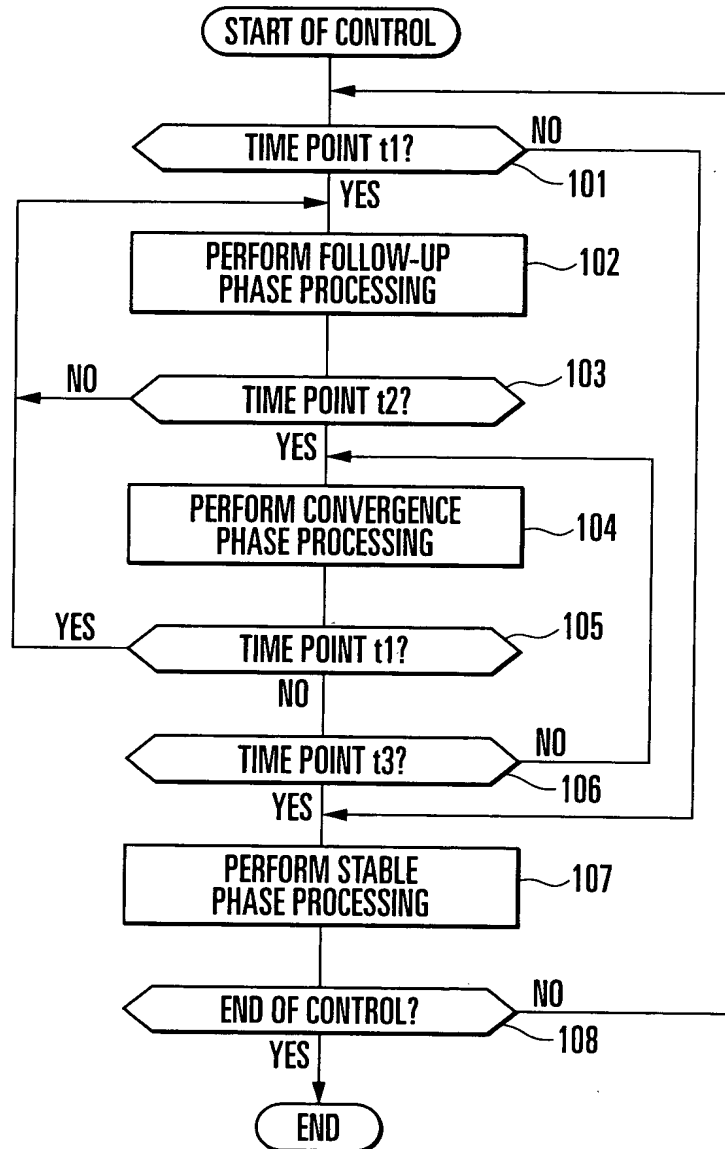 START OF CONTROL
TIME POINT t1?
NO
101
YES
PERFORM FOLLOW-UP
PHASE PROCESSING
102
NO
TIME POINT t2?
103
YES
PERFORM CONVERGENCE
PHASE PROCESSING
104
YES
TIME POINT t1?
105
NO
TIME POINT t3?
NO
106
YES
PERFORM STABLE
PHASE PROCESSING
107
END OF CONTROL?
NO
108
YES
END